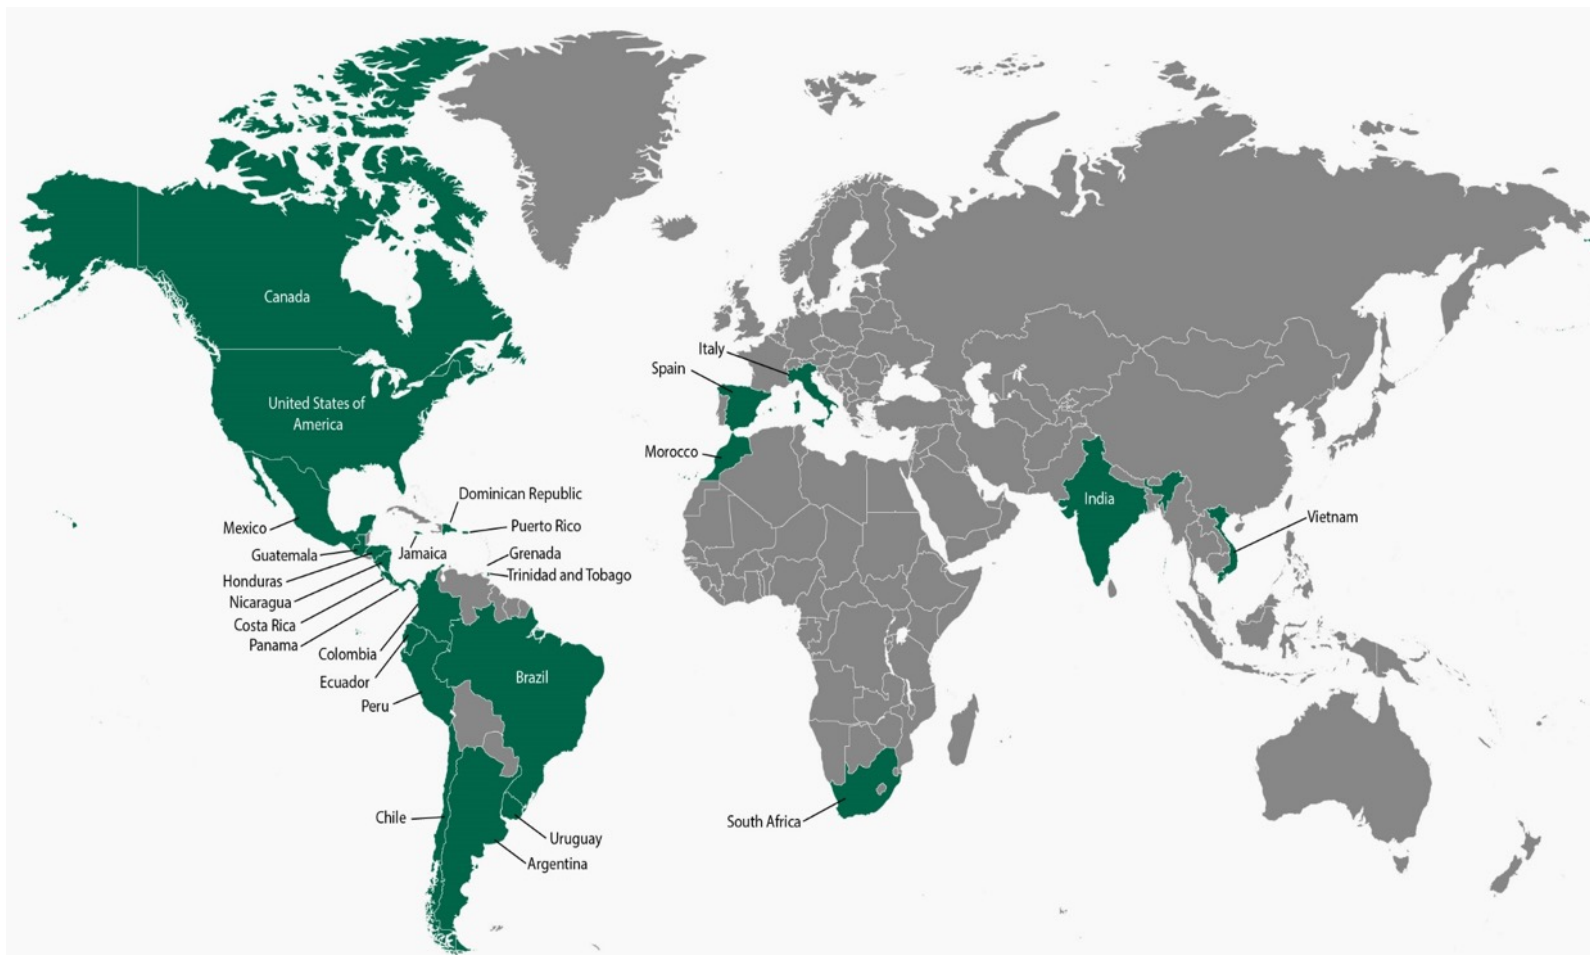 Canada
Italy
Spain
United States of
America
Morocco
Dominican Republic
India
Mexico
Puerto Rico
Vietnam
Guatemala
Jamaica
Grenada
Honduras
Trinidad and Tobago
Nicaragua
Costa Rica
Panama
Colombia
Brazil
Ecuador
Peru
Chile
South Africa
Uruguay
Argentina